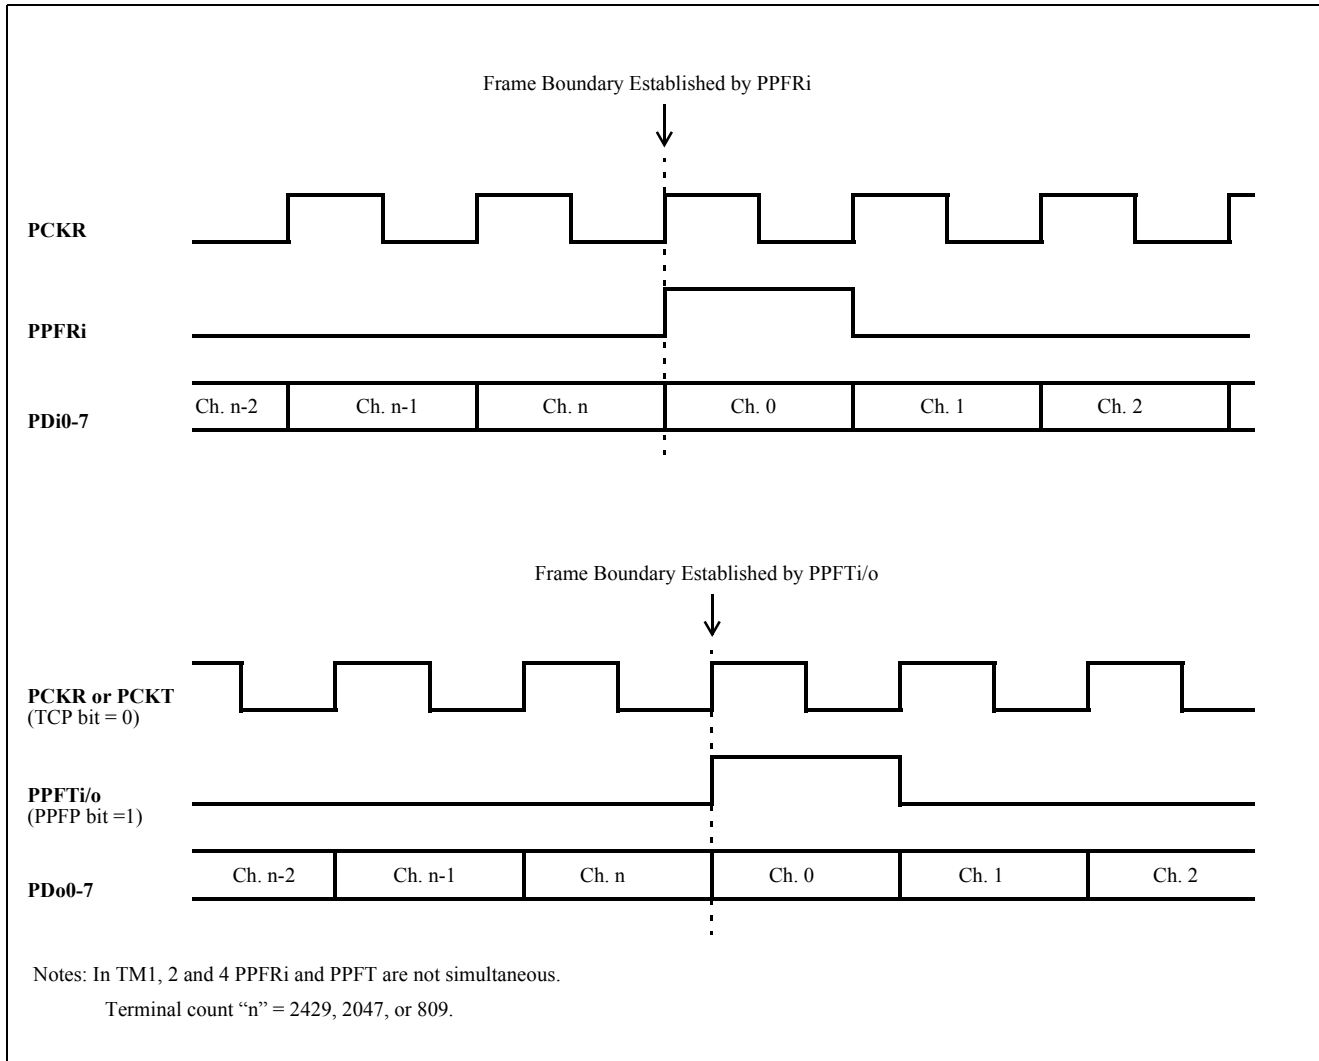 Frame Boundary Established by PPFRi
PCKR
PPFRi
PDi0-7
Ch. n-2 Ch. n-1 Ch. n Ch. 0 Ch. 1 Ch. 2
Frame Boundary Established by PPFTi/o
PCKR or PCKT
(TCP bit = 0)
PPFTi/o
(PPFP bit =1)
PDo0-7
Ch. n-2 Ch. n-1 Ch. n Ch. 0 Ch. 1 Ch. 2
Notes: In TM1, 2 and 4 PPFRi and PPFT are not simultaneous.
Terminal count “n” = 2429, 2047, or 809.